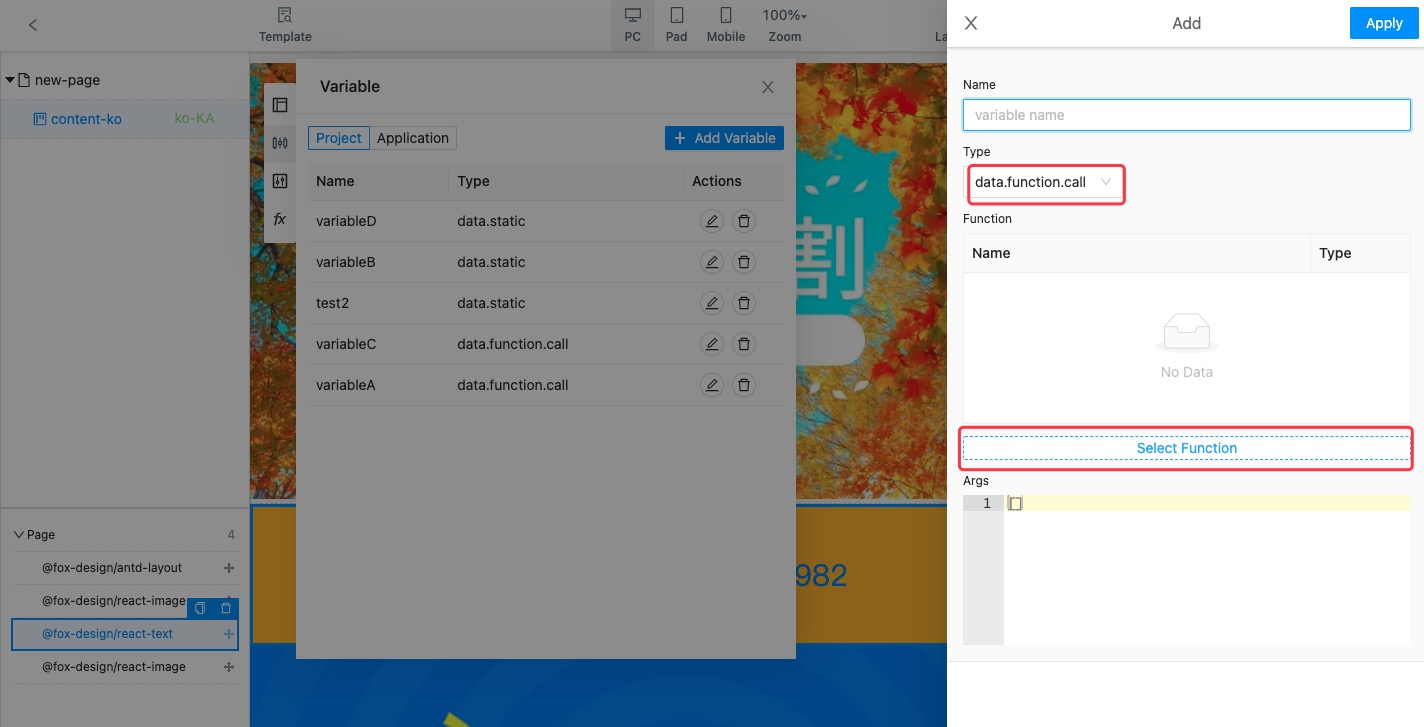 Template
PC
Pad
Mobile
100%
Zoom
La
Add
Apply
new-page
content-ko
ko-KA
Variable
Project
Application
+ Add Variable
Name
Type
Actions
variableD
data.static
variableB
data.static
test2
data.static
variableC
data.function.call
variableA
data.function.call
fx
割
982
Page
4
@fox-design/antd-layout
@fox-design/react-image
@fox-design/react-text
@fox-design/react-image
Name
variable name
Type
data.function.call
Function
Name
Type
No Data
Select Function
Args
1
[]